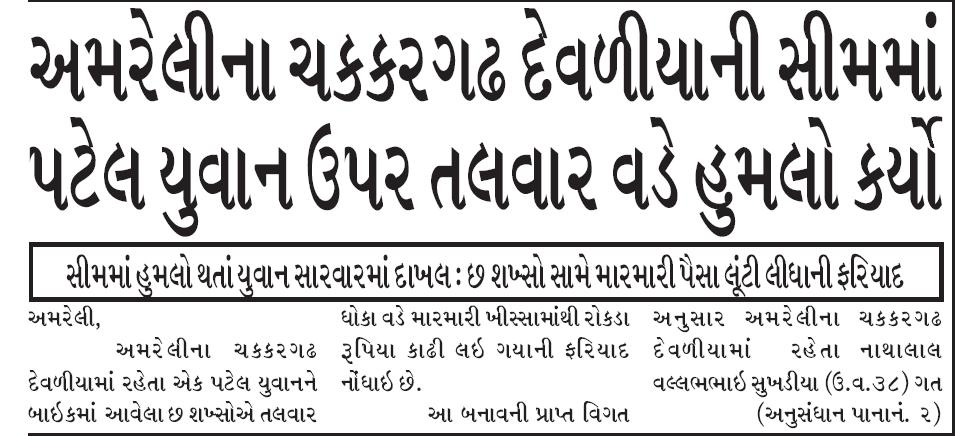 અમરેલીના ચકકરગઢ દેવળીયાની સીમમાં
પટેલ યુવાન ઉપર તલવાર વડે હુમલો કર્યો
સીમમાં હુમલો થતાં યુવાન સારવારમાં દાખલ : છ શખ્સો સામે મારમારી પૈસા લૂંટી લીધાની ફરિયાદ
અમરેલી,
અમરેલીના ચકકરગઢ
દેવળીયામાં રહેતા એક પટેલ યુવાનને
બાઇકમાં આવેલા છ શખ્સોએ તલવાર
ધોકા વડે મારમારી ખીસ્સામાંથી રોકડા
રૂપિયા કાઢી લઇ ગયાની ફરિયાદ
નોંધાઇ છે.
આ બનાવની પ્રાપ્ત વિગત
અનુસાર અમરેલીના ચકકરગઢ
દેવળીયામાં રહેતા નાથાલાલ
વલ્લભભાઇ સુખડીયા (ઉ.વ.૩૮) ગત
(અનુસંધાન પાનાનં. ૨)